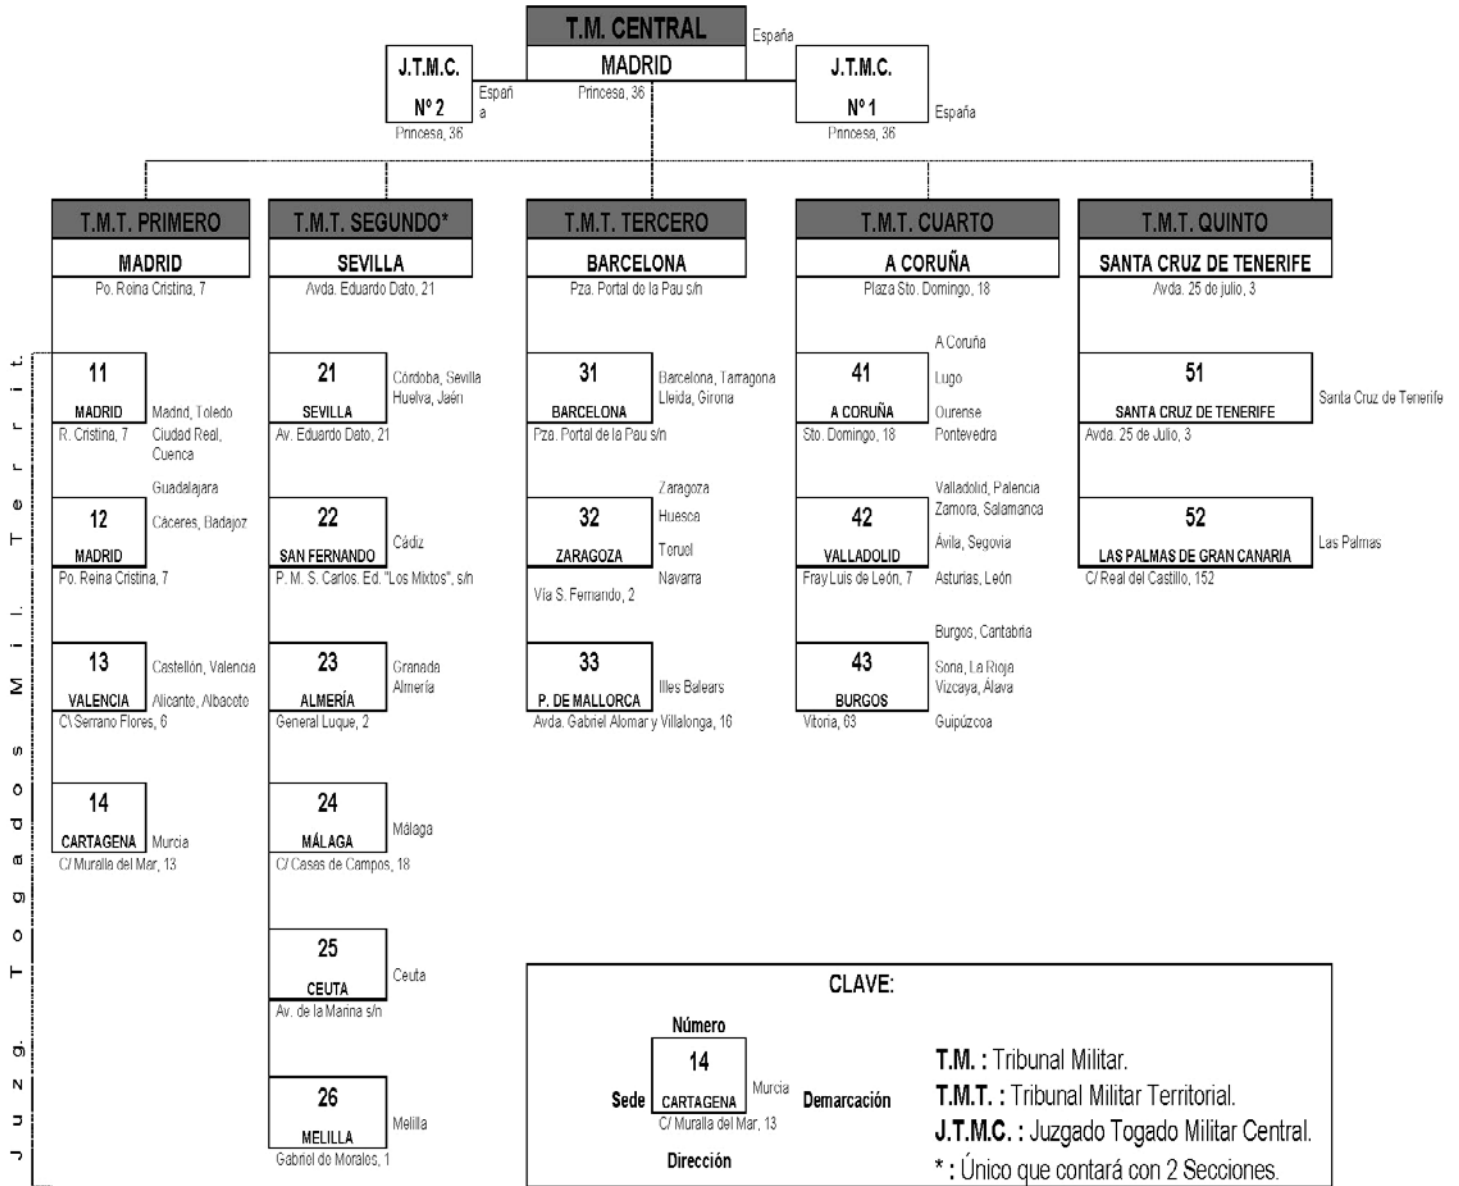 T.M. CENTRAL
España
MADRID
Princesa, 36
J.T.M.C.
Nº 2
Españ
a
Princesa, 36
J.T.M.C.
Nº 1
España
Princesa, 36
T.M.T. PRIMERO
MADRID
Po. Reina Cristina, 7
T.M.T. SEGUNDO*
SEVILLA
Avda. Eduardo Dato, 21
T.M.T. TERCERO
BARCELONA
Pza. Portal de la Pau s/n
T.M.T. CUARTO
A CORUÑA
Plaza Sto. Domingo, 18
T.M.T. QUINTO
SANTA CRUZ DE TENERIFE
Avda. 25 de julio, 3
Juzg. Togados Mil. Territ.
11
MADRID
R. Cristina, 7
Madrid, Toledo
Ciudad Real,
Cuenca
Guadalajara
12
MADRID
Po. Reina Cristina, 7
Cáceres, Badajoz
13
VALENCIA
C\ Serrano Flores, 6
Castellón, Valencia
Alicante, Albacete
14
CARTAGENA
C/ Muralla del Mar, 13
Murcia
21
SEVILLA
Av. Eduardo Dato, 21
Córdoba, Sevilla
Huelva, Jaén
22
SAN FERNANDO
P. M. S. Carlos. Ed. "Los Mixtos", s/n
Cádiz
23
ALMERÍA
General Luque, 2
Granada
Almería
24
MÁLAGA
C/ Casas de Campos, 18
Málaga
25
CEUTA
Av. de la Marina s/n
Ceuta
26
MELILLA
Gabriel de Morales, 1
Melilla
31
BARCELONA
Pza. Portal de la Pau s/n
Barcelona, Tarragona
Lleida, Girona
32
ZARAGOZA
Vía S. Fernando, 2
Zaragoza
Huesca
Teruel
Navarra
33
P. DE MALLORCA
Avda. Gabriel Alomar y Villalonga, 16
Illes Balears
41
A CORUÑA
Sto. Domingo, 18
A Coruña
Lugo
Ourense
Pontevedra
42
VALLADOLID
Fray Luis de León, 7
Valladolid, Palencia
Zamora, Salamanca
Ávila, Segovia
Asturias, León
43
BURGOS
Vitoria, 63
Burgos, Cantabria
Soria, La Rioja
Vizcaya, Álava
Guipúzcoa
51
SANTA CRUZ DE TENERIFE
Avda. 25 de Julio, 3
Santa Cruz de Tenerife
52
LAS PALMAS DE GRAN CANARIA
C/ Real del Castillo, 152
Las Palmas
CLAVE:
Número
14
Sede
CARTAGENA
Murcia
Demarcación
C/ Muralla del Mar, 13
Dirección
T.M. : Tribunal Militar.
T.M.T. : Tribunal Militar Territorial.
J.T.M.C. : Juzgado Togado Militar Central.
* : Único que contará con 2 Secciones.